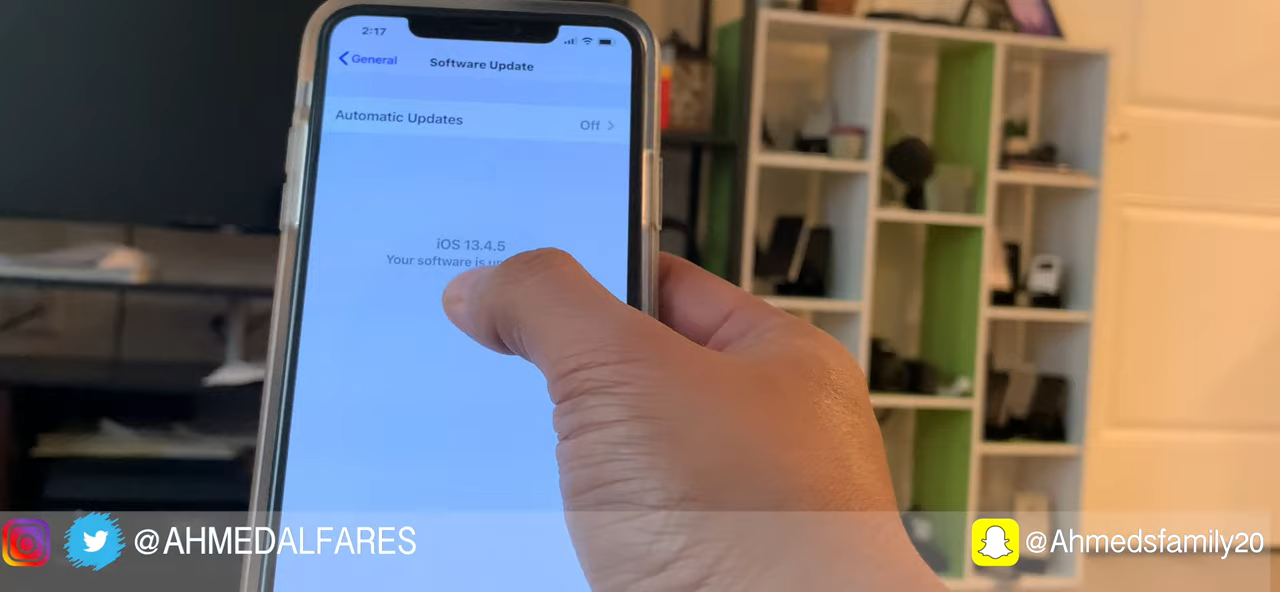 2:17
General
Software Update
Automatic Updates
Off
iOS 13.4.5
Your software is
@AHMEDALFARES
@Ahmedsfamily20